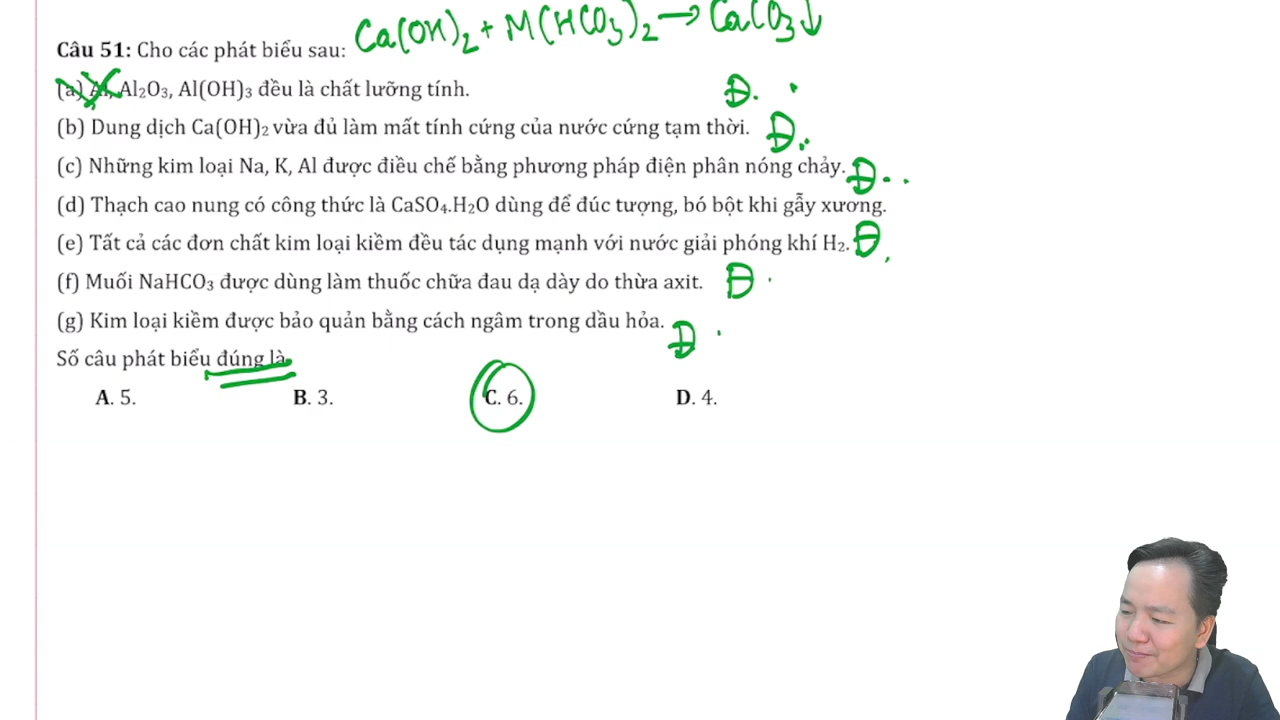 Ca(OH)₂ + M(HCO₃)₂ → CaCO₃↓
Câu 51: Cho các phát biểu sau:
(a) Al, Al₂O₃, Al(OH)₃ đều là chất lưỡng tính. Đ.
(b) Dung dịch Ca(OH)₂ vừa đủ làm mất tính cứng của nước cứng tạm thời. Đ.
(c) Những kim loại Na, K, Al được điều chế bằng phương pháp điện phân nóng chảy. Đ
(d) Thạch cao nung có công thức là CaSO₄.H₂O dùng để đúc tượng, bó bột khi gẫy xương.
(e) Tất cả các đơn chất kim loại kiềm đều tác dụng mạnh với nước giải phóng khí H₂. Đ
(f) Muối NaHCO₃ được dùng làm thuốc chữa đau dạ dày do thừa axit. Đ
(g) Kim loại kiềm được bảo quản bằng cách ngâm trong dầu hỏa. Đ
Số câu phát biểu đúng là
A. 5. B. 3. C. 6. D. 4.